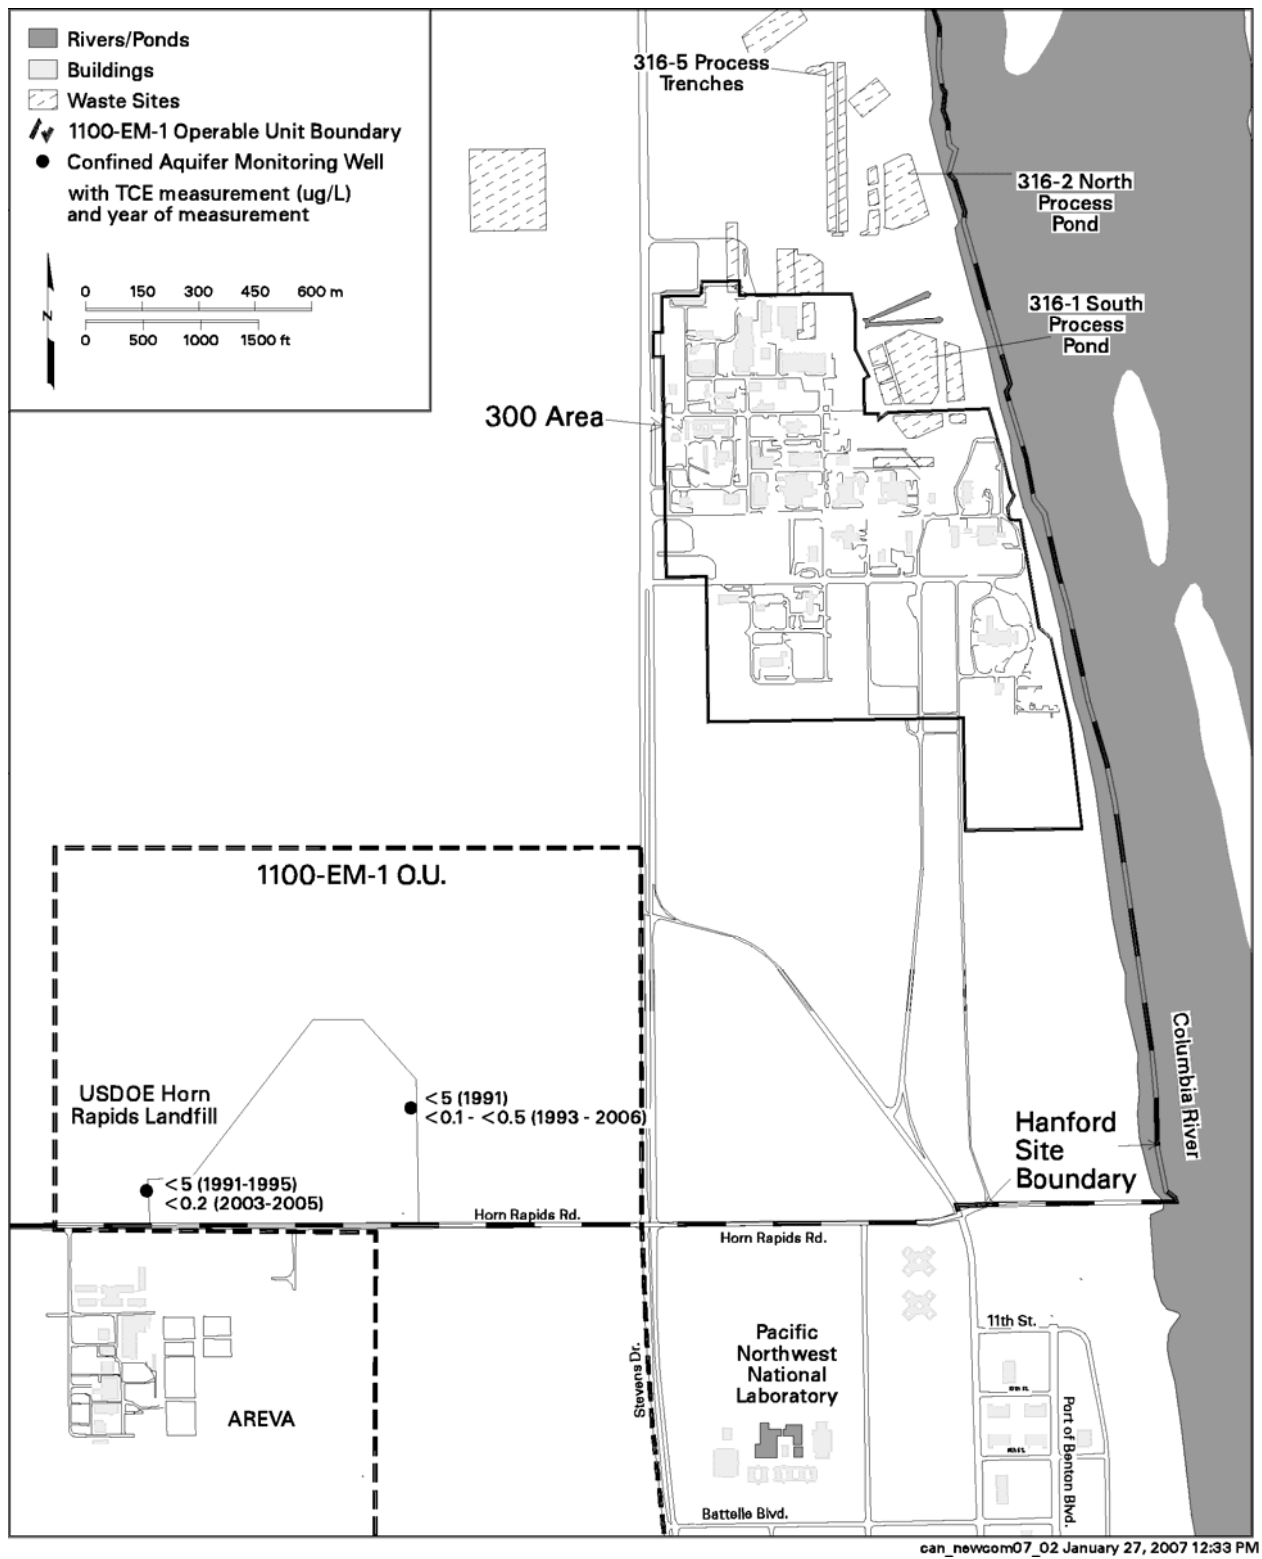 Rivers/Ponds
Buildings
Waste Sites
1100-EM-1 Operable Unit Boundary
Confined Aquifer Monitoring Well
with TCE measurement (ug/L)
and year of measurement
N
0 150 300 450 600 m
0 500 1000 1500 ft
316-5 Process
Trenches
316-2 North
Process
Pond
316-1 South
Process
Pond
300 Area
1100-EM-1 O.U.
USDOE Horn
Rapids Landfill
<5 (1991)
<0.1 - <0.5 (1993 - 2006)
<5 (1991-1995)
<0.2 (2003-2005)
Columbia River
Hanford
Site
Boundary
Horn Rapids Rd.
Horn Rapids Rd.
Stevens Dr.
Pacific
Northwest
National
Laboratory
11th St.
Port of Benton Blvd.
AREVA
Battelle Blvd.
can_newcom07_02 January 27, 2007 12:33 PM